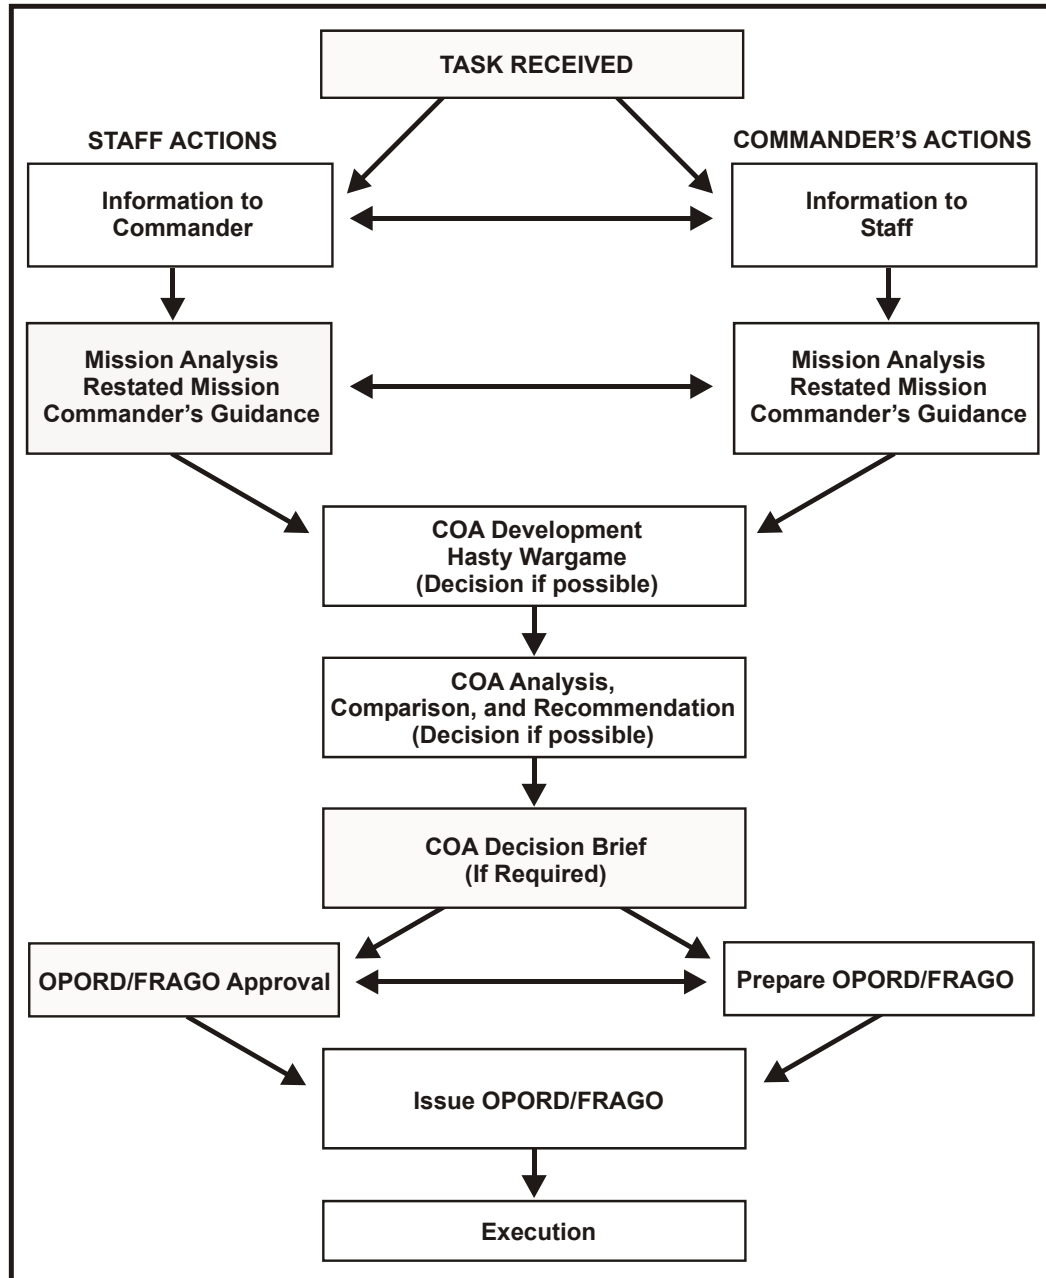 TASK RECEIVED
STAFF ACTIONS
COMMANDER'S ACTIONS
Information to
Commander
Information to
Staff
Mission Analysis
Restated Mission
Commander's Guidance
Mission Analysis
Restated Mission
Commander's Guidance
COA Development
Hasty Wargame
(Decision if possible)
COA Analysis,
Comparison, and Recommendation
(Decision if possible)
COA Decision Brief
(If Required)
OPORD/FRAGO Approval
Prepare OPORD/FRAGO
Issue OPORD/FRAGO
Execution